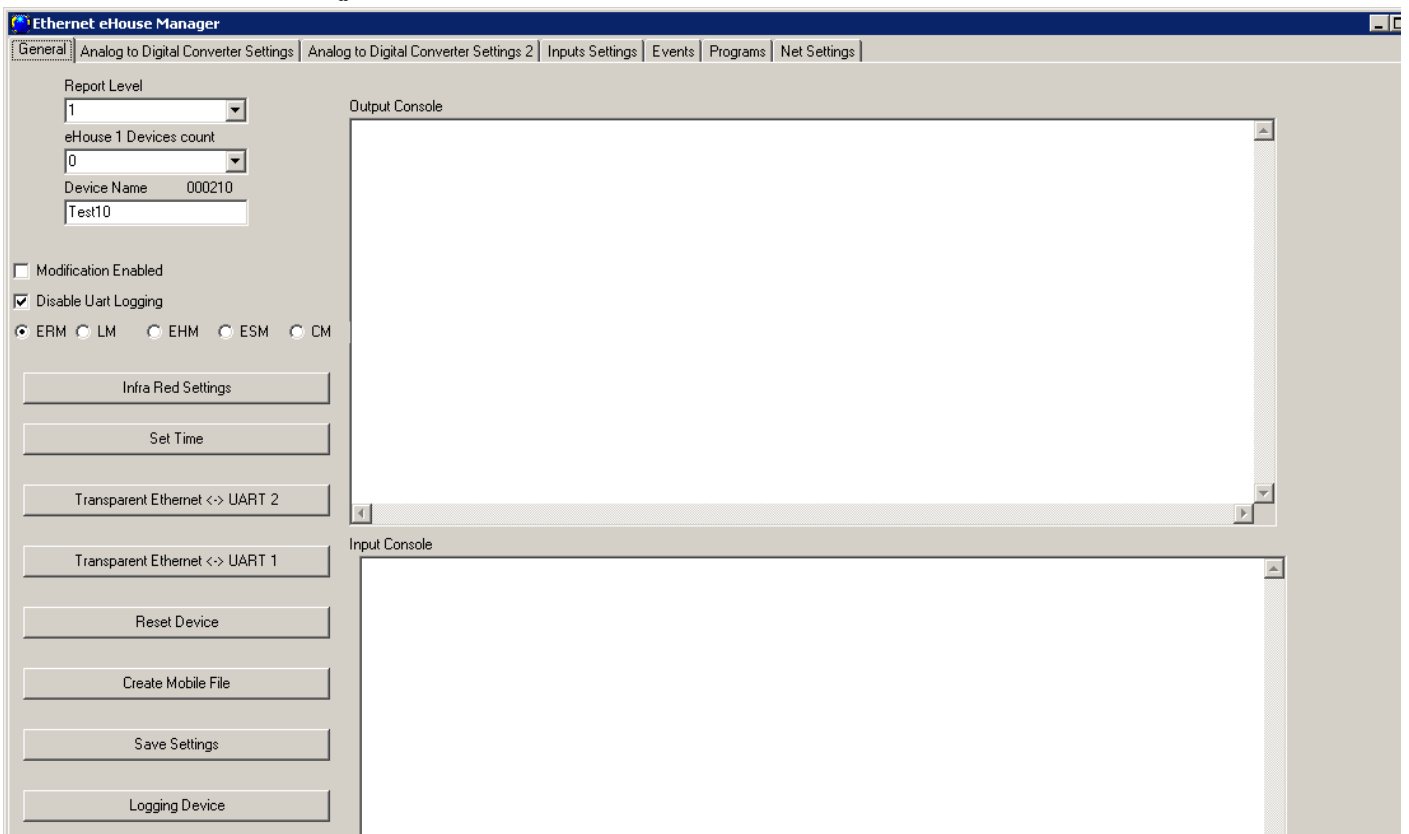 Ethernet eHouse Manager
General Analog to Digital Converter Settings Analog to Digital Converter Settings 2 Inputs Settings Events Programs Net Settings
Report Level
1
eHouse 1 Devices count
0
Device Name 000210
Test10
Modification Enabled
Disable Uart Logging
ERM LM EHM ESM CM
Infra Red Settings
Set Time
Transparent Ethernet <-> UART 2
Transparent Ethernet <-> UART 1
Reset Device
Create Mobile File
Save Settings
Logging Device
Output Console
Input Console